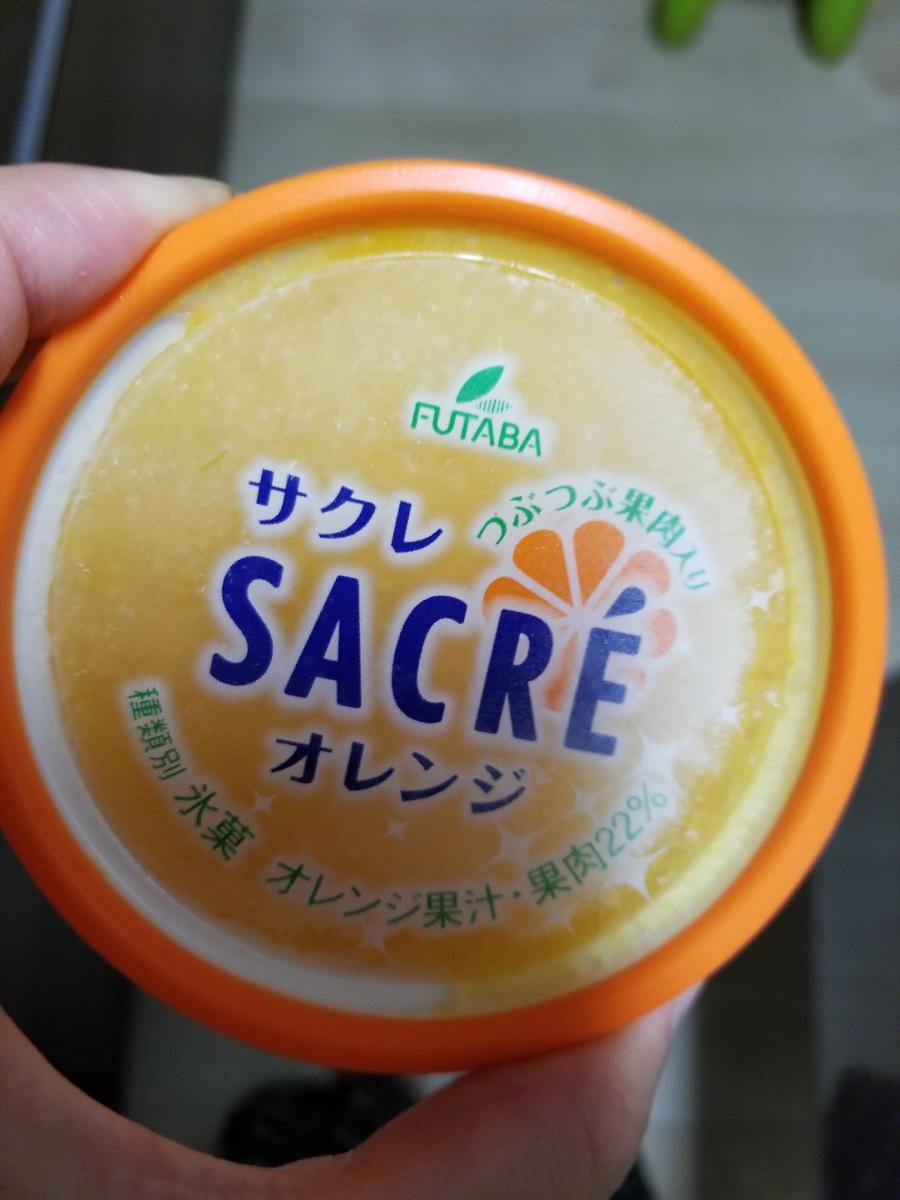 FUTABA
サクレ
つぶつぶ果肉入り
SACRÉ
オレンジ
種類別 氷菓
オレンジ果汁・果肉22%